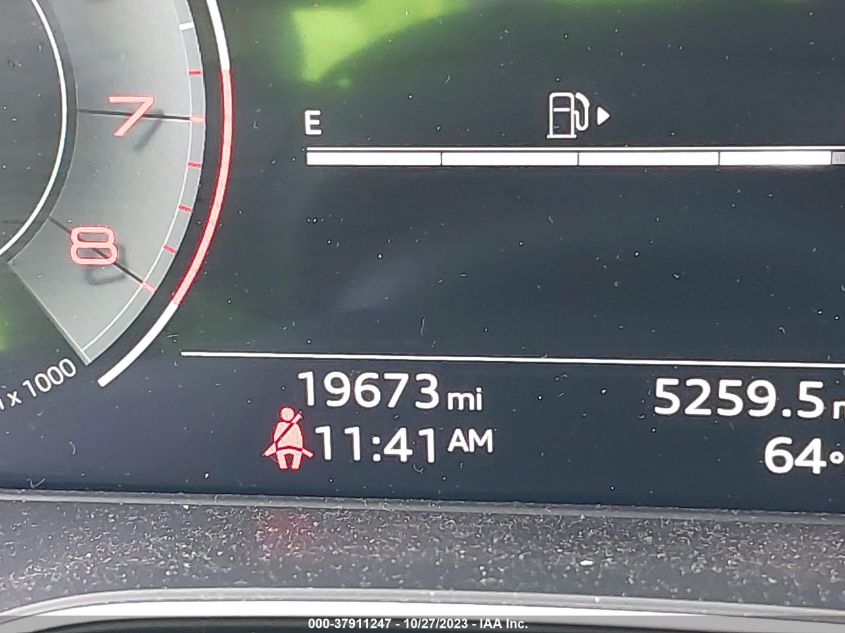 7
E
8
x 1000
19673 mi
5259.5
11:41 AM
64°
000-37911247 - 10/27/2023 - IAA Inc.